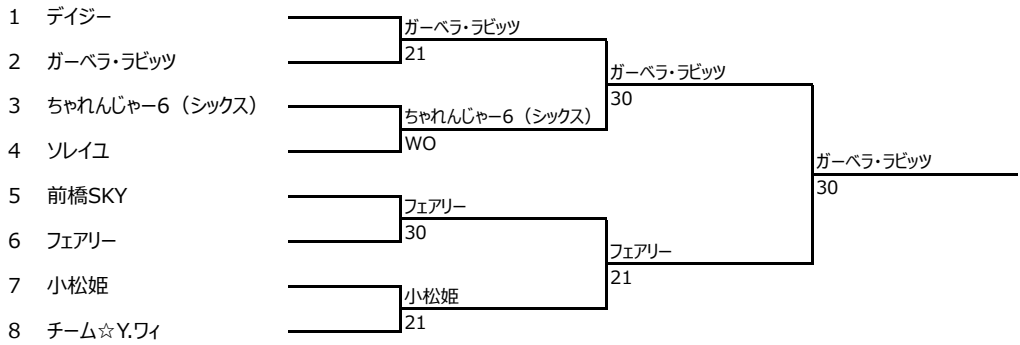 1 デイジー
ガーベラ・ラビッツ
21
2 ガーベラ・ラビッツ
ガーベラ・ラビッツ
30
3 ちゃれんじゃー6（シックス）
ちゃれんじゃー6（シックス）
WO
4 ソレイユ
ガーベラ・ラビッツ
30
5 前橋SKY
フェアリー
30
6 フェアリー
フェアリー
21
7 小松姫
小松姫
21
8 チーム☆Y.ワィ